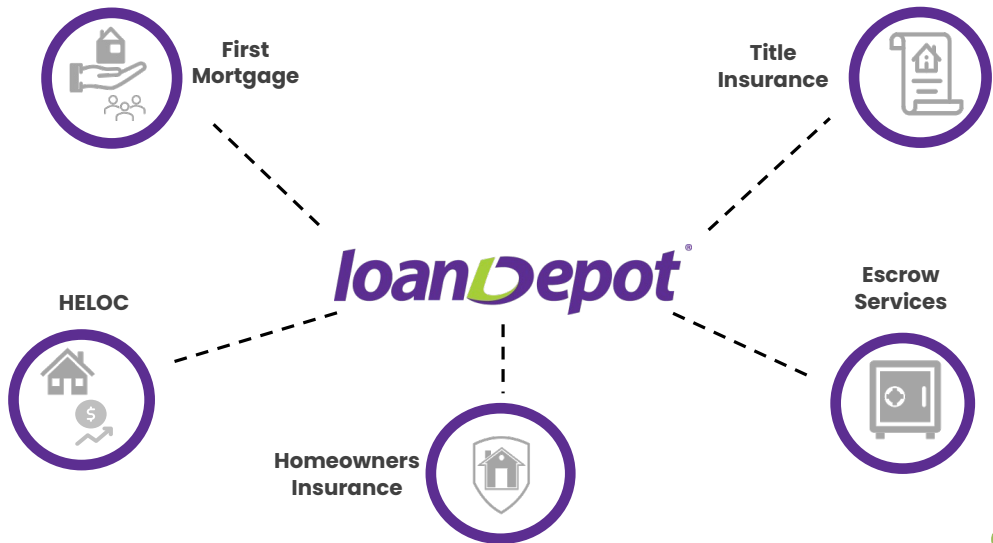 First
Mortgage
Title
Insurance
loanDepot®
HELOC
Escrow
Services
Homeowners
Insurance
$